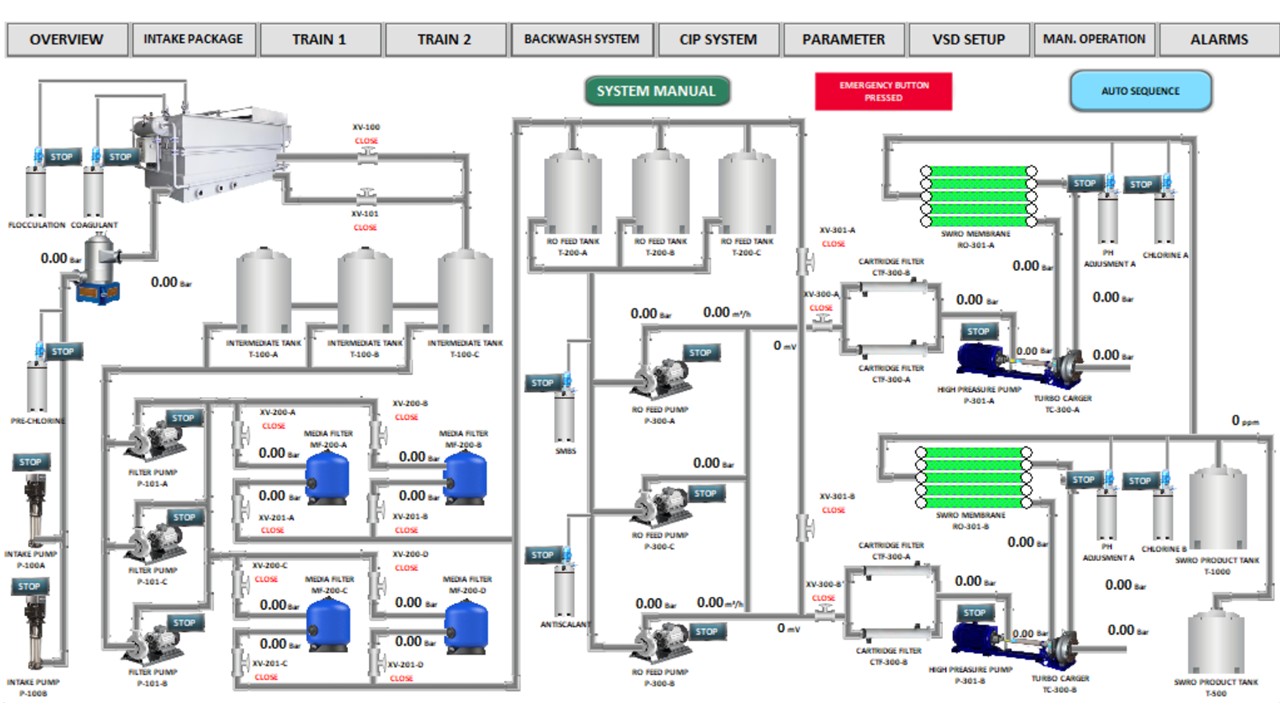 OVERVIEW
INTAKE PACKAGE
TRAIN 1
TRAIN 2
BACKWASH SYSTEM
CIP SYSTEM
PARAMETER
VSD SETUP
MAN. OPERATION
ALARMS
SYSTEM MANUAL
EMERGENCY BUTTON
PRESSED
AUTO SEQUENCE
STOP
STOP
FLOCCULATION
COAGULANT
XV-100
CLOSE
XV-101
CLOSE
0.00 Bar
0.00 Bar
STOP
PRE-CHLORINE
STOP
INTAKE PUMP
P-100A
STOP
INTAKE PUMP
P-100B
INTERMEDIATE TANK
T-100-A
INTERMEDIATE TANK
T-100-B
INTERMEDIATE TANK
T-100-C
STOP
FILTER PUMP
P-101-A
STOP
FILTER PUMP
P-101-C
STOP
FILTER PUMP
P-101-B
XV-200-A
CLOSE
0.00 Bar
MEDIA FILTER
MF-200-A
0.00 Bar
XV-201-A
CLOSE
XV-200-B
CLOSE
0.00 Bar
MEDIA FILTER
MF-200-B
0.00 Bar
XV-201-B
CLOSE
XV-200-C
CLOSE
0.00 Bar
MEDIA FILTER
MF-200-C
0.00 Bar
XV-201-C
CLOSE
XV-200-D
CLOSE
0.00 Bar
MEDIA FILTER
MF-200-D
0.00 Bar
XV-201-D
CLOSE
RO FEED TANK
T-200-A
RO FEED TANK
T-200-B
RO FEED TANK
T-200-C
STOP
SMBS
STOP
ANTISCALANT
0.00 Bar
0.00 m³/h
STOP
RO FEED PUMP
P-300-A
0.00 Bar
STOP
RO FEED PUMP
P-300-C
0.00 Bar
0.00 m³/h
STOP
RO FEED PUMP
P-300-B
0 mV
0 mV
XV-301-A
CLOSE
XV-300-A
CLOSE
XV-301-B
CLOSE
XV-300-B
CLOSE
CARTRIDGE FILTER
CTF-300-B
CARTRIDGE FILTER
CTF-300-A
0.00 Bar
STOP
0.00 Bar
HIGH PREASURE PUMP
P-301-A
TURBO CARGER
TC-300-A
SWRO MEMBRANE
RO-301-A
0.00 Bar
0.00 Bar
0.00 Bar
STOP
STOP
PH
ADJUSMENT A
CHLORINE A
0 ppm
CARTRIDGE FILTER
CTF-300-A
CARTRIDGE FILTER
CTF-300-B
0.00 Bar
STOP
0.00 Bar
HIGH PREASURE PUMP
P-301-B
TURBO CARGER
TC-300-B
SWRO MEMBRANE
RO-301-B
0.00 Bar
0.00 Bar
0.00 Bar
STOP
STOP
PH
ADJUSMENT A
CHLORINE B
SWRO PRODUCT TANK
T-1000
SWRO PRODUCT TANK
T-500